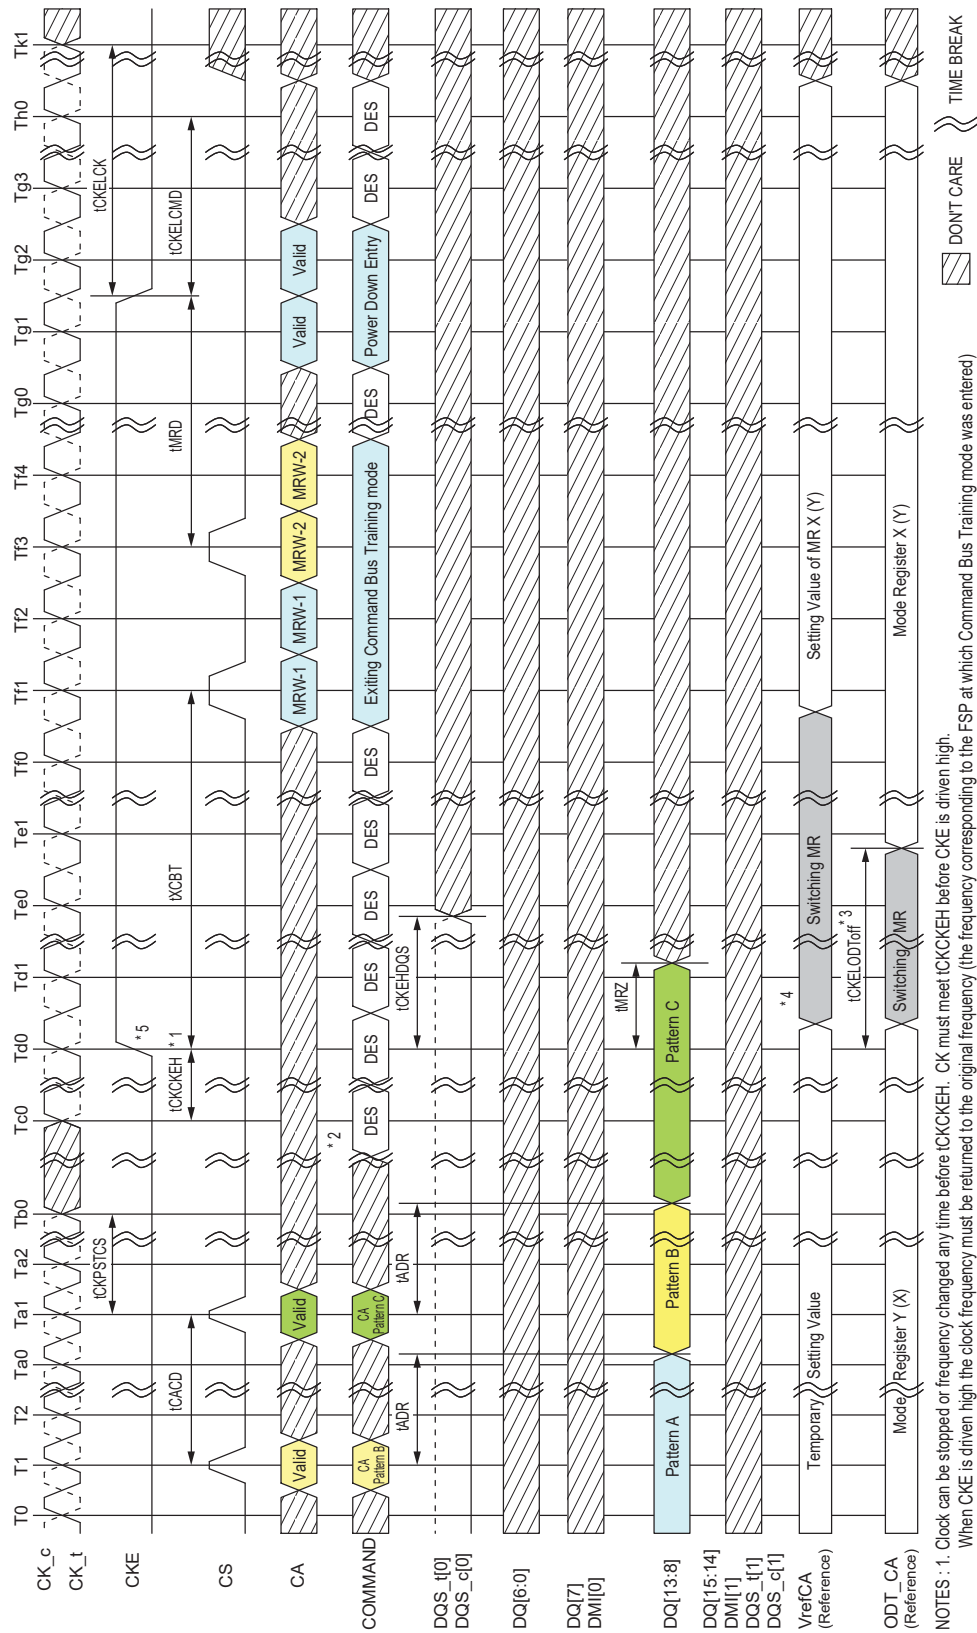 T0 T1 T2 Ta0 Ta1 Ta2 Tb0 Tc0 Td0 Td1 Te0 Te1 Tf0 Tf1 Tf2 Tf3 Tf4 Tg0 Tg1 Tg2 Tg3 Th0 Tk1
CK_c
CK_t
tCKPSTCS
tCKELCK
CKE
* 5
tCKCKEH * 1
tXCBT
tMRD
tCKELCMD
tCACD
CS
CA
Valid
Valid
MRW-1
MRW-1
MRW-2
MRW-2
Valid
Valid
* 2
COMMAND
CA
Pattern B
CA
Pattern C
DES
DES
DES
DES
DES
DES
Exiting Command Bus Training mode
DES
Power Down Entry
DES
DES
tADR
tADR
tCKEHDQS
DQS_t[0]
DQS_c[0]
DQ[6:0]
DQ[7]
DMI[0]
tMRZ
DQ[13:8]
Pattern A
Pattern B
Pattern C
DQ[15:14]
DMI[1]
DQS_t[1]
DQS_c[1]
* 4
VrefCA
(Reference)
Temporary Setting Value
Switching MR
Setting Value of MR X (Y)
tCKELODToff * 3
ODT_CA
(Reference)
Mode Register Y (X)
Switching MR
Mode Register X (Y)
NOTES : 1. Clock can be stopped or frequency changed any time before tCKCKEH. CK must meet tCKCKEH before CKE is driven high.
When CKE is driven high the clock frequency must be returned to the original frequency (the frequency corresponding to the FSP at which Command Bus Training mode was entered)
DON'T CARE
TIME BREAK